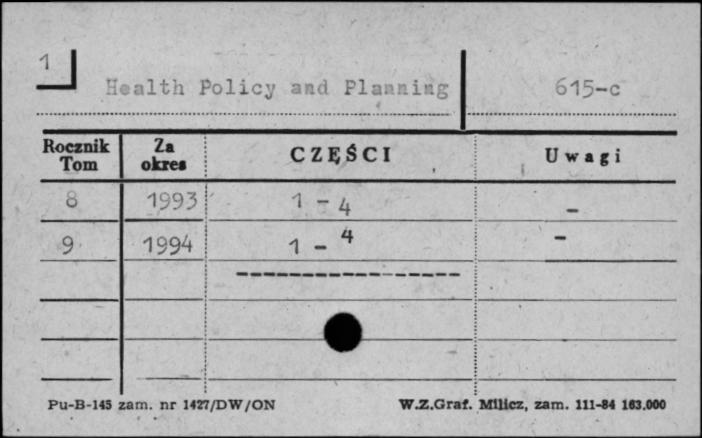 1
Health Policy and Planning 615-c
Rocznik Tom Za okres CZĘŚCI Uwagi
8 1993 1 - 4 -
9 1994 1 - 4 -
Pu-B-145 zam. nr 1427/DW/ON W.Z.Graf. Milicz, zam. 111-84 163.000